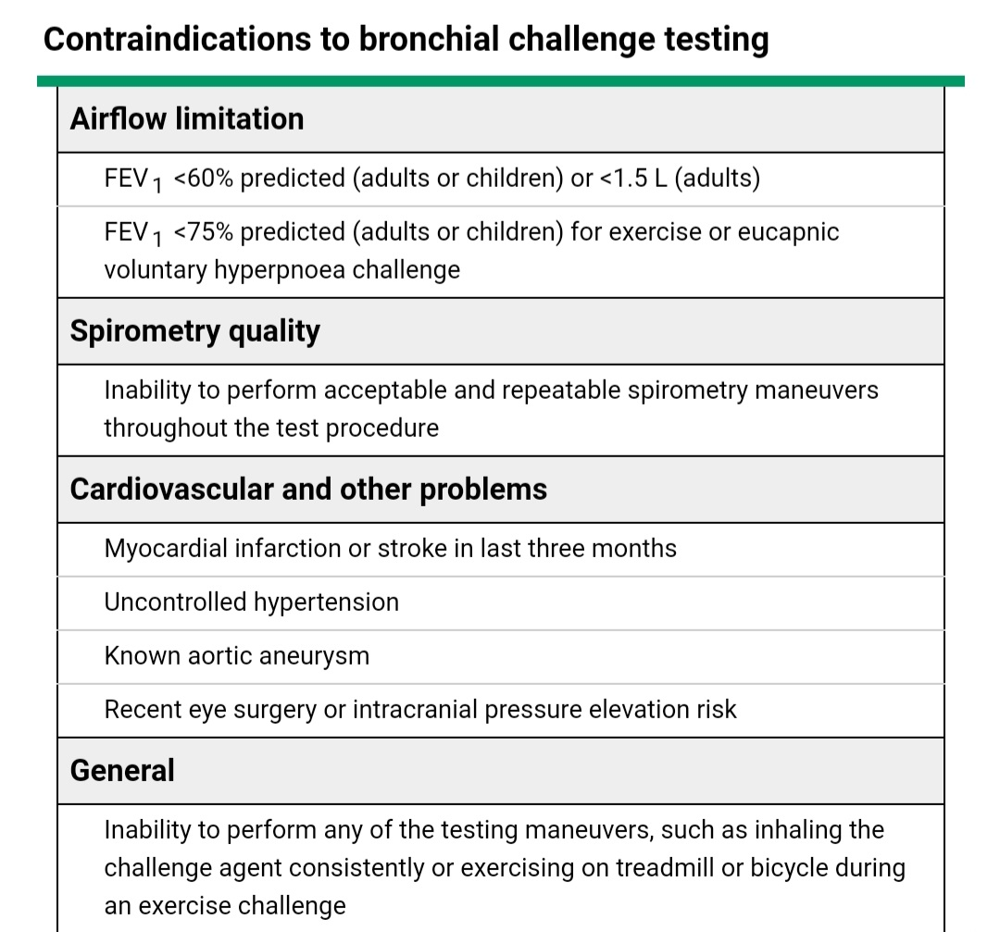 Contraindications to bronchial challenge testing
Airflow limitation
FEV1 <60% predicted (adults or children) or <1.5 L (adults)
FEV1 <75% predicted (adults or children) for exercise or eucapnic
voluntary hyperpnoea challenge
Spirometry quality
Inability to perform acceptable and repeatable spirometry maneuvers
throughout the test procedure
Cardiovascular and other problems
Myocardial infarction or stroke in last three months
Uncontrolled hypertension
Known aortic aneurysm
Recent eye surgery or intracranial pressure elevation risk
General
Inability to perform any of the testing maneuvers, such as inhaling the
challenge agent consistently or exercising on treadmill or bicycle during
an exercise challenge